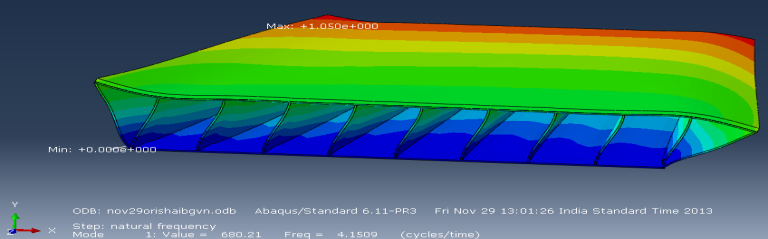 Max: +1.050e+000
Min: +0.000e+000
Y
X
Z
ODB: nov29orishaibgvn.odb Abaqus/Standard 6.11-PR3 Fri Nov 29 13:01:26 India Standard Time 2013
Step: natural frequency
Mode 1: Value = 680.21 Freq = 4.1509 (cycles/time)